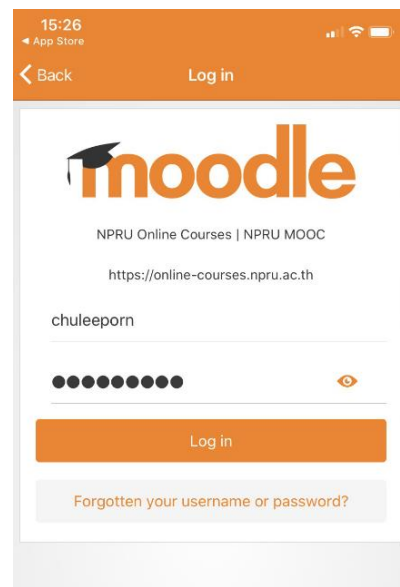 15:26
◀ App Store
Back
Log in
moodle
NPRU Online Courses | NPRU MOOC
https://online-courses.npru.ac.th
chuleeporn
●●●●●●●●●
Log in
Forgotten your username or password?